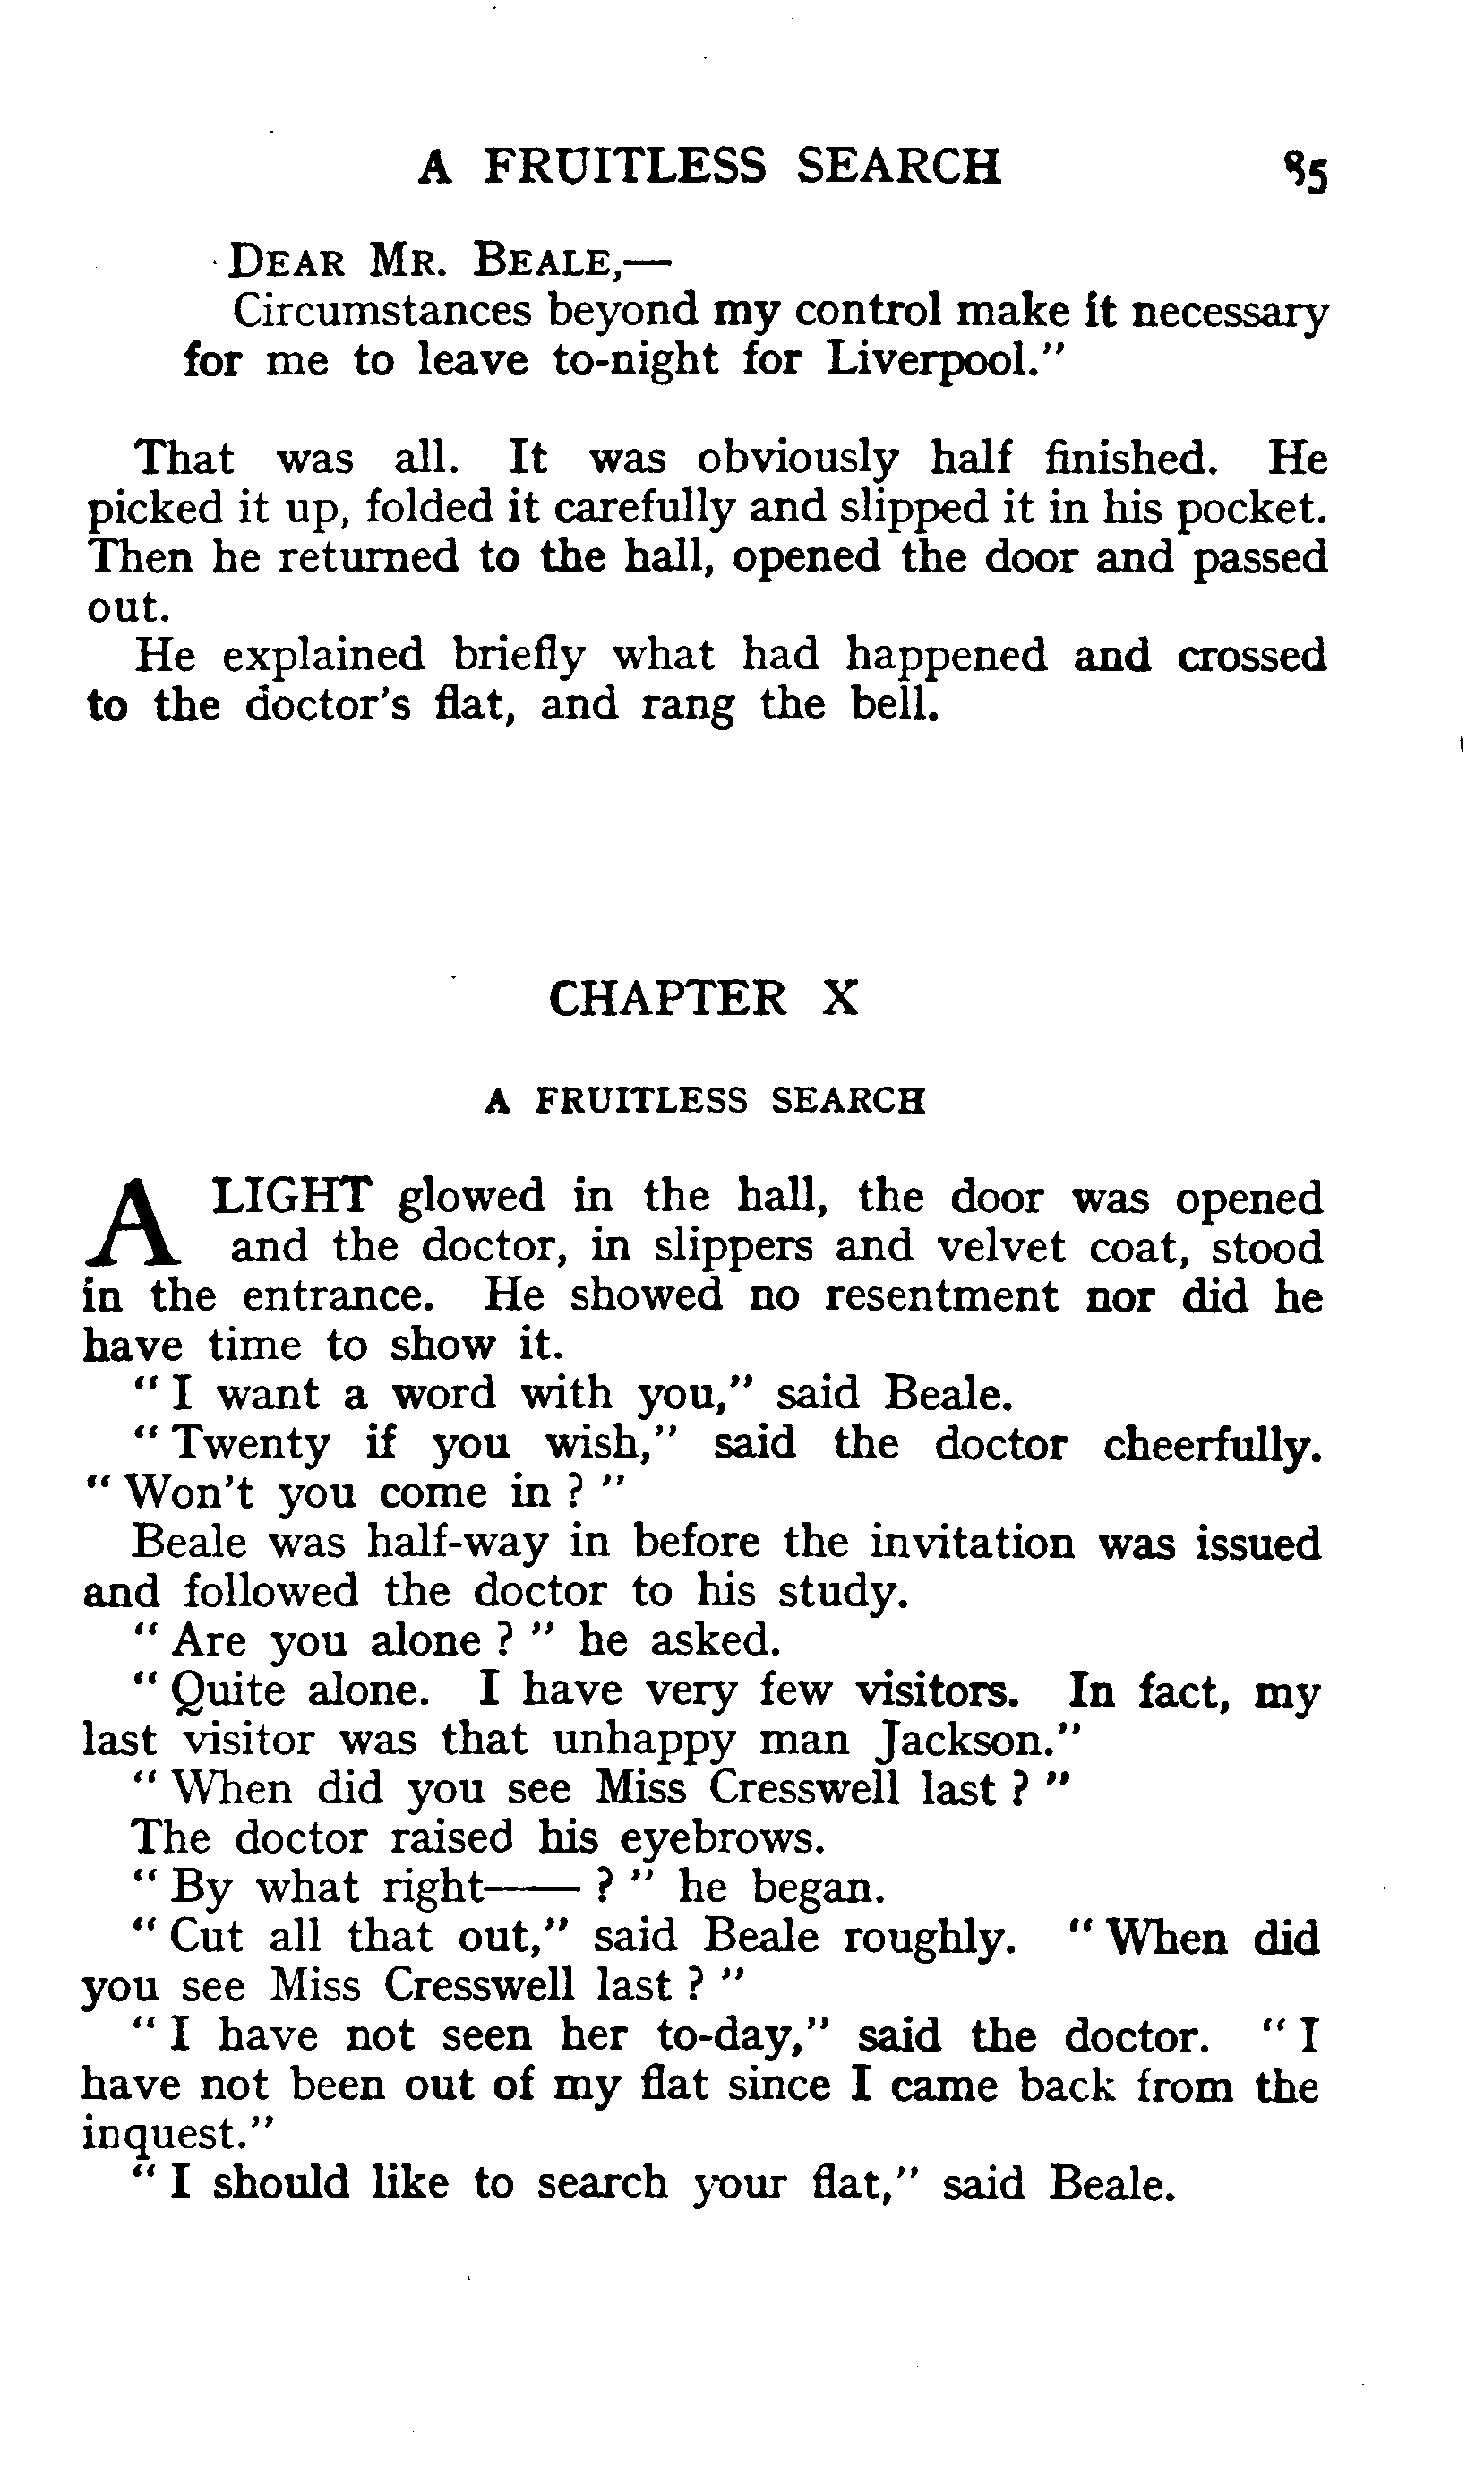 A FRUITLESS SEARCH 85
DEAR MR. BEALE,—
Circumstances beyond my control make it necessary
for me to leave to-night for Liverpool."
That was all. It was obviously half finished. He
picked it up, folded it carefully and slipped it in his pocket.
Then he returned to the hall, opened the door and passed
out.
He explained briefly what had happened and crossed
to the doctor's flat, and rang the bell.
CHAPTER X
A FRUITLESS SEARCH
A LIGHT glowed in the hall, the door was opened
and the doctor, in slippers and velvet coat, stood
in the entrance. He showed no resentment nor did he
have time to show it.
" I want a word with you," said Beale.
" Twenty if you wish," said the doctor cheerfully.
" Won't you come in ? "
Beale was half-way in before the invitation was issued
and followed the doctor to his study.
" Are you alone ? " he asked.
" Quite alone. I have very few visitors. In fact, my
last visitor was that unhappy man Jackson."
" When did you see Miss Cresswell last ? "
The doctor raised his eyebrows.
" By what right—— ? " he began.
" Cut all that out," said Beale roughly. " When did
you see Miss Cresswell last ? "
" I have not seen her to-day," said the doctor. " I
have not been out of my flat since I came back from the
inquest."
" I should like to search your flat," said Beale.